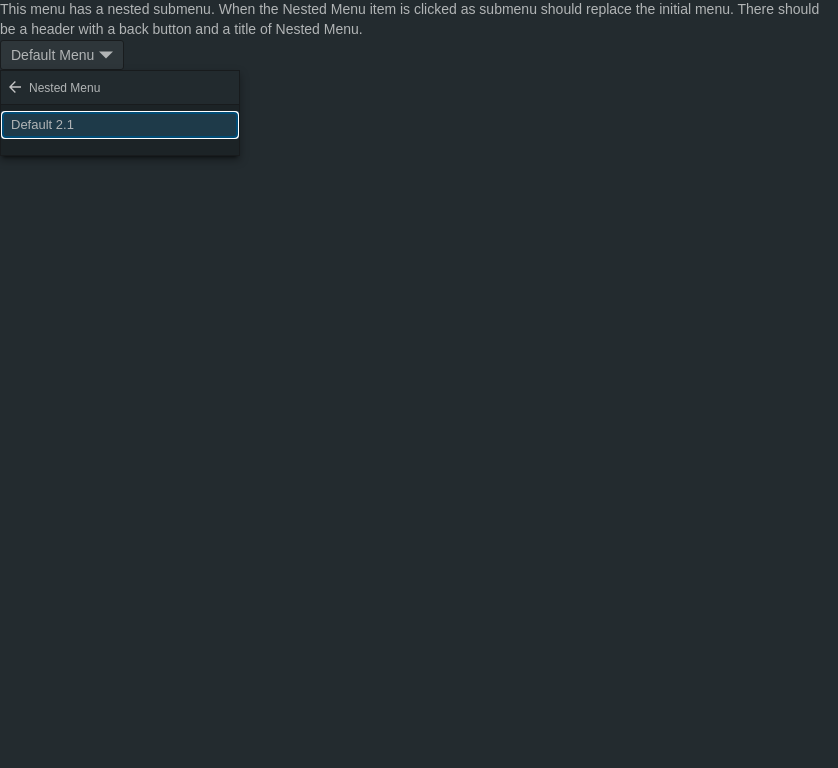 This menu has a nested submenu. When the Nested Menu item is clicked as submenu should replace the initial menu. There should
be a header with a back button and a title of Nested Menu.
Default Menu
Nested Menu
Default 2.1